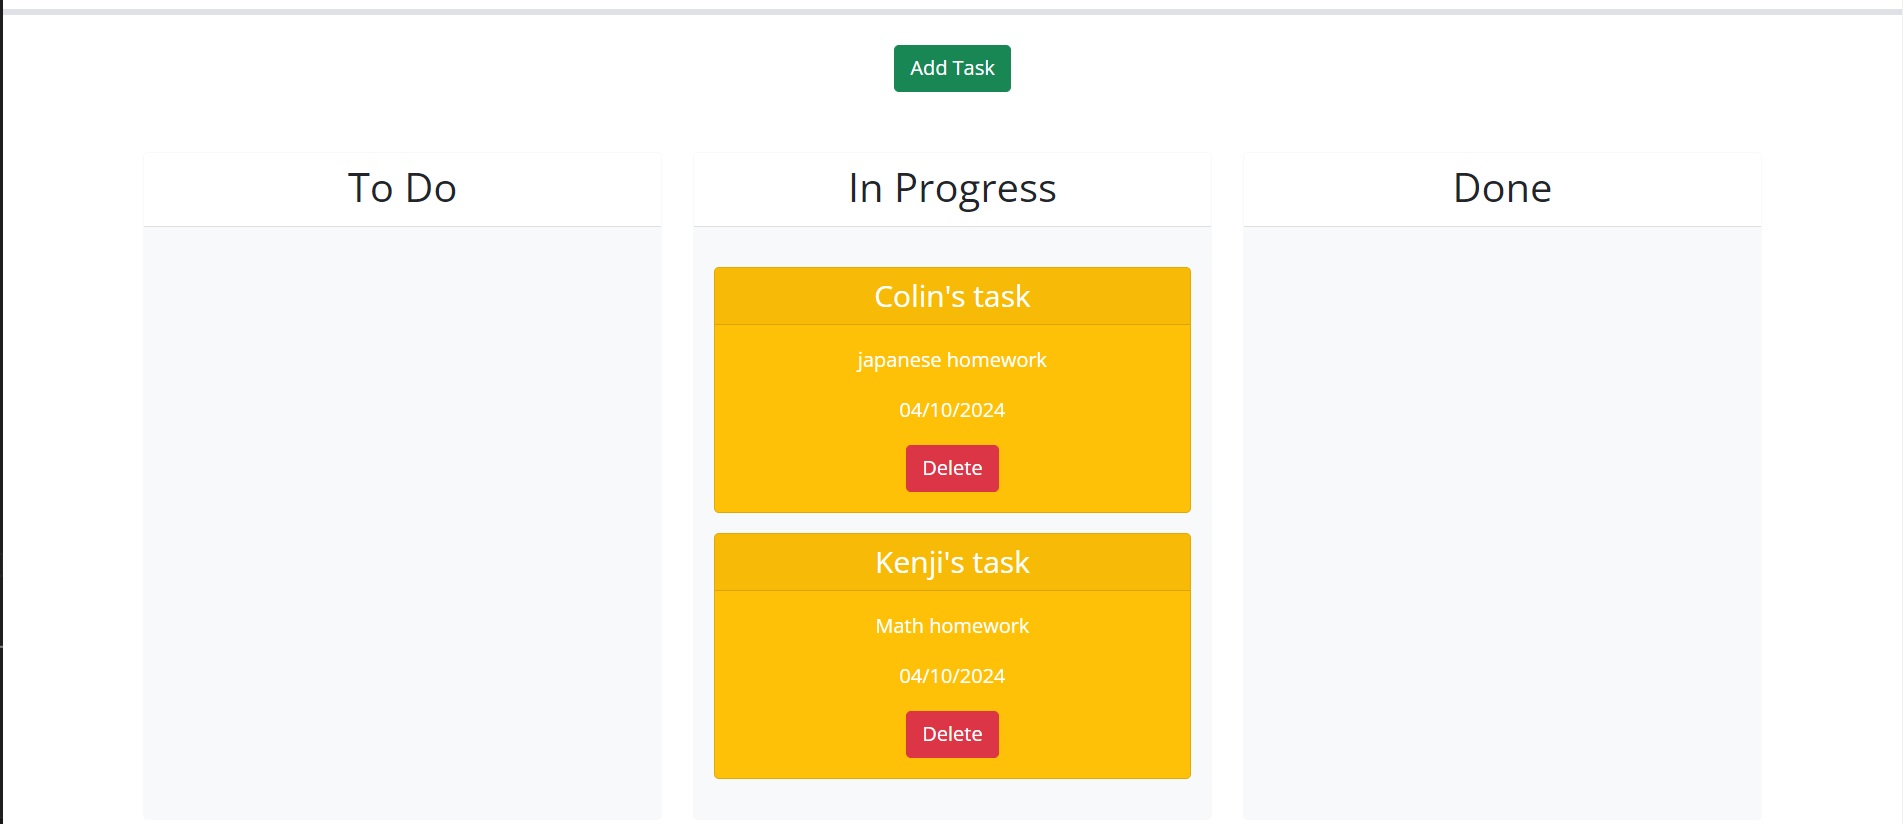 Add Task
To Do
In Progress
Done
Colin's task
japanese homework
04/10/2024
Delete
Kenji's task
Math homework
04/10/2024
Delete